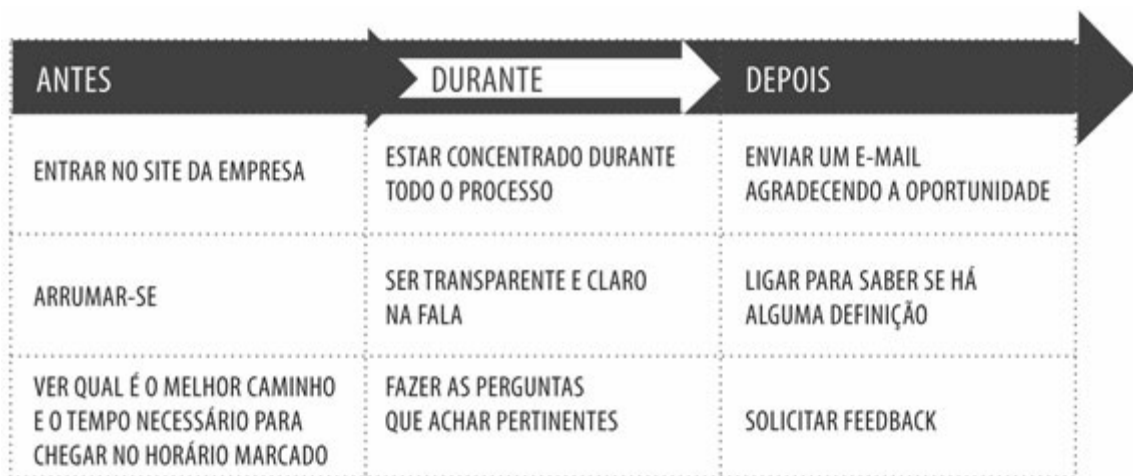 ANTES
DURANTE
DEPOIS
ENTRAR NO SITE DA EMPRESA
ESTAR CONCENTRADO DURANTE
TODO O PROCESSO
ENVIAR UM E-MAIL
AGRADECENDO A OPORTUNIDADE
ARRUMAR-SE
SER TRANSPARENTE E CLARO
NA FALA
LIGAR PARA SABER SE HÁ
ALGUMA DEFINIÇÃO
VER QUAL É O MELHOR CAMINHO
E O TEMPO NECESSÁRIO PARA
CHEGAR NO HORÁRIO MARCADO
FAZER AS PERGUNTAS
QUE ACHAR PERTINENTES
SOLICITAR FEEDBACK